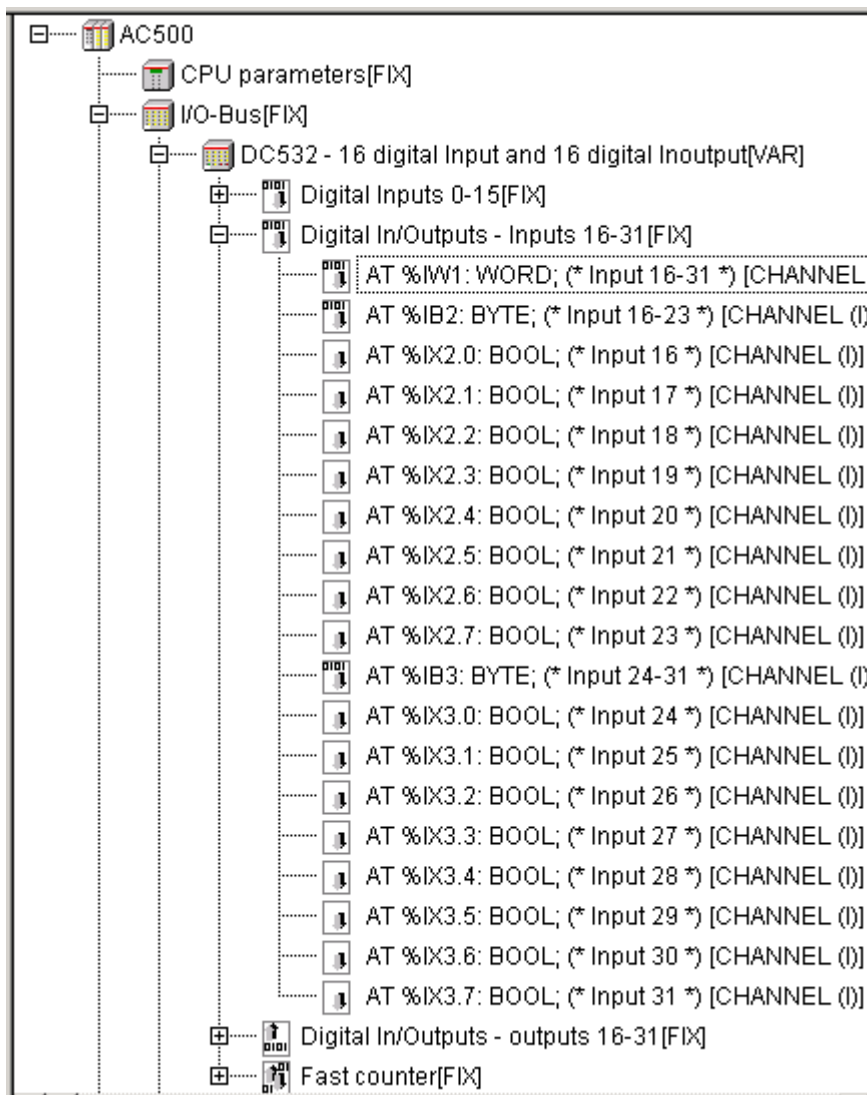 AC500
CPU parameters[FIX]
I/O-Bus[FIX]
DC532 - 16 digital Input and 16 digital Inoutput[VAR]
Digital Inputs 0-15[FIX]
Digital In/Outputs - Inputs 16-31[FIX]
AT %IW1: WORD; (* Input 16-31 *) [CHANNEL
AT %IB2: BYTE; (* Input 16-23 *) [CHANNEL (I)
AT %IX2.0: BOOL; (* Input 16 *) [CHANNEL (I)]
AT %IX2.1: BOOL; (* Input 17 *) [CHANNEL (I)]
AT %IX2.2: BOOL; (* Input 18 *) [CHANNEL (I)]
AT %IX2.3: BOOL; (* Input 19 *) [CHANNEL (I)]
AT %IX2.4: BOOL; (* Input 20 *) [CHANNEL (I)]
AT %IX2.5: BOOL; (* Input 21 *) [CHANNEL (I)]
AT %IX2.6: BOOL; (* Input 22 *) [CHANNEL (I)]
AT %IX2.7: BOOL; (* Input 23 *) [CHANNEL (I)]
AT %IB3: BYTE; (* Input 24-31 *) [CHANNEL (I)
AT %IX3.0: BOOL; (* Input 24 *) [CHANNEL (I)]
AT %IX3.1: BOOL; (* Input 25 *) [CHANNEL (I)]
AT %IX3.2: BOOL; (* Input 26 *) [CHANNEL (I)]
AT %IX3.3: BOOL; (* Input 27 *) [CHANNEL (I)]
AT %IX3.4: BOOL; (* Input 28 *) [CHANNEL (I)]
AT %IX3.5: BOOL; (* Input 29 *) [CHANNEL (I)]
AT %IX3.6: BOOL; (* Input 30 *) [CHANNEL (I)]
AT %IX3.7: BOOL; (* Input 31 *) [CHANNEL (I)]
Digital In/Outputs - outputs 16-31[FIX]
Fast counter[FIX]